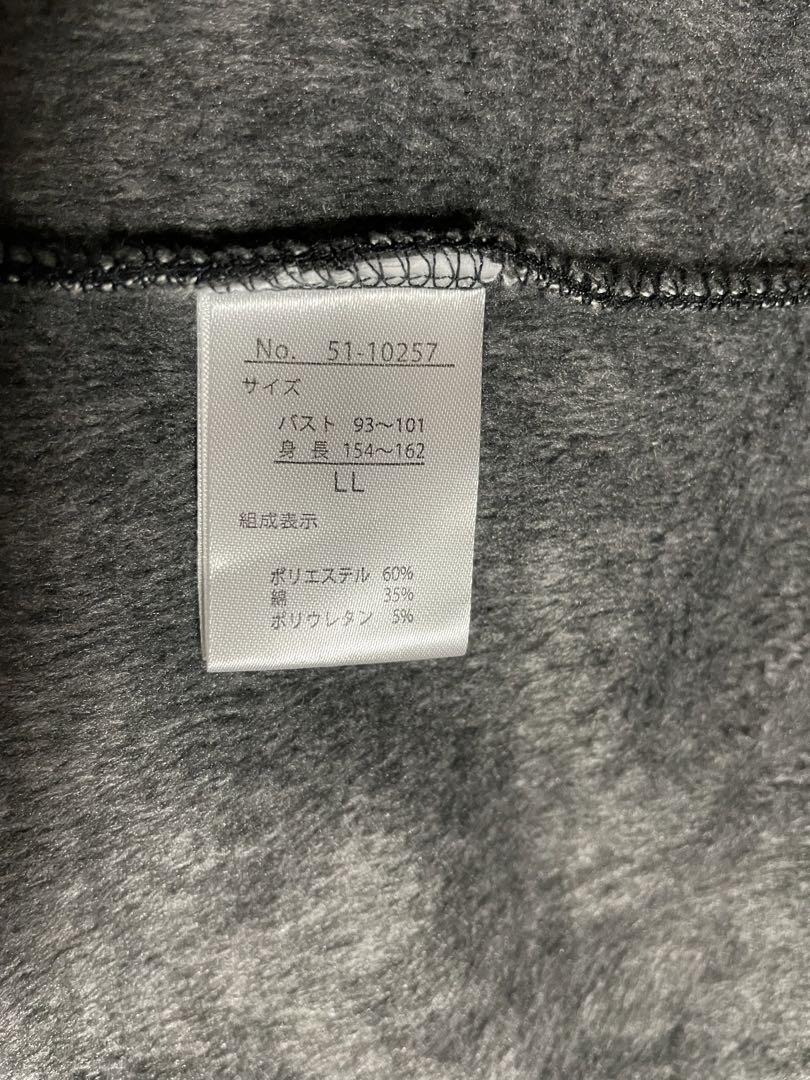 No. 51-10257
サイズ
バスト 93〜101
身 長 154〜162
LL
組成表示
ポリエステル 60%
綿 35%
ポリウレタン 5%